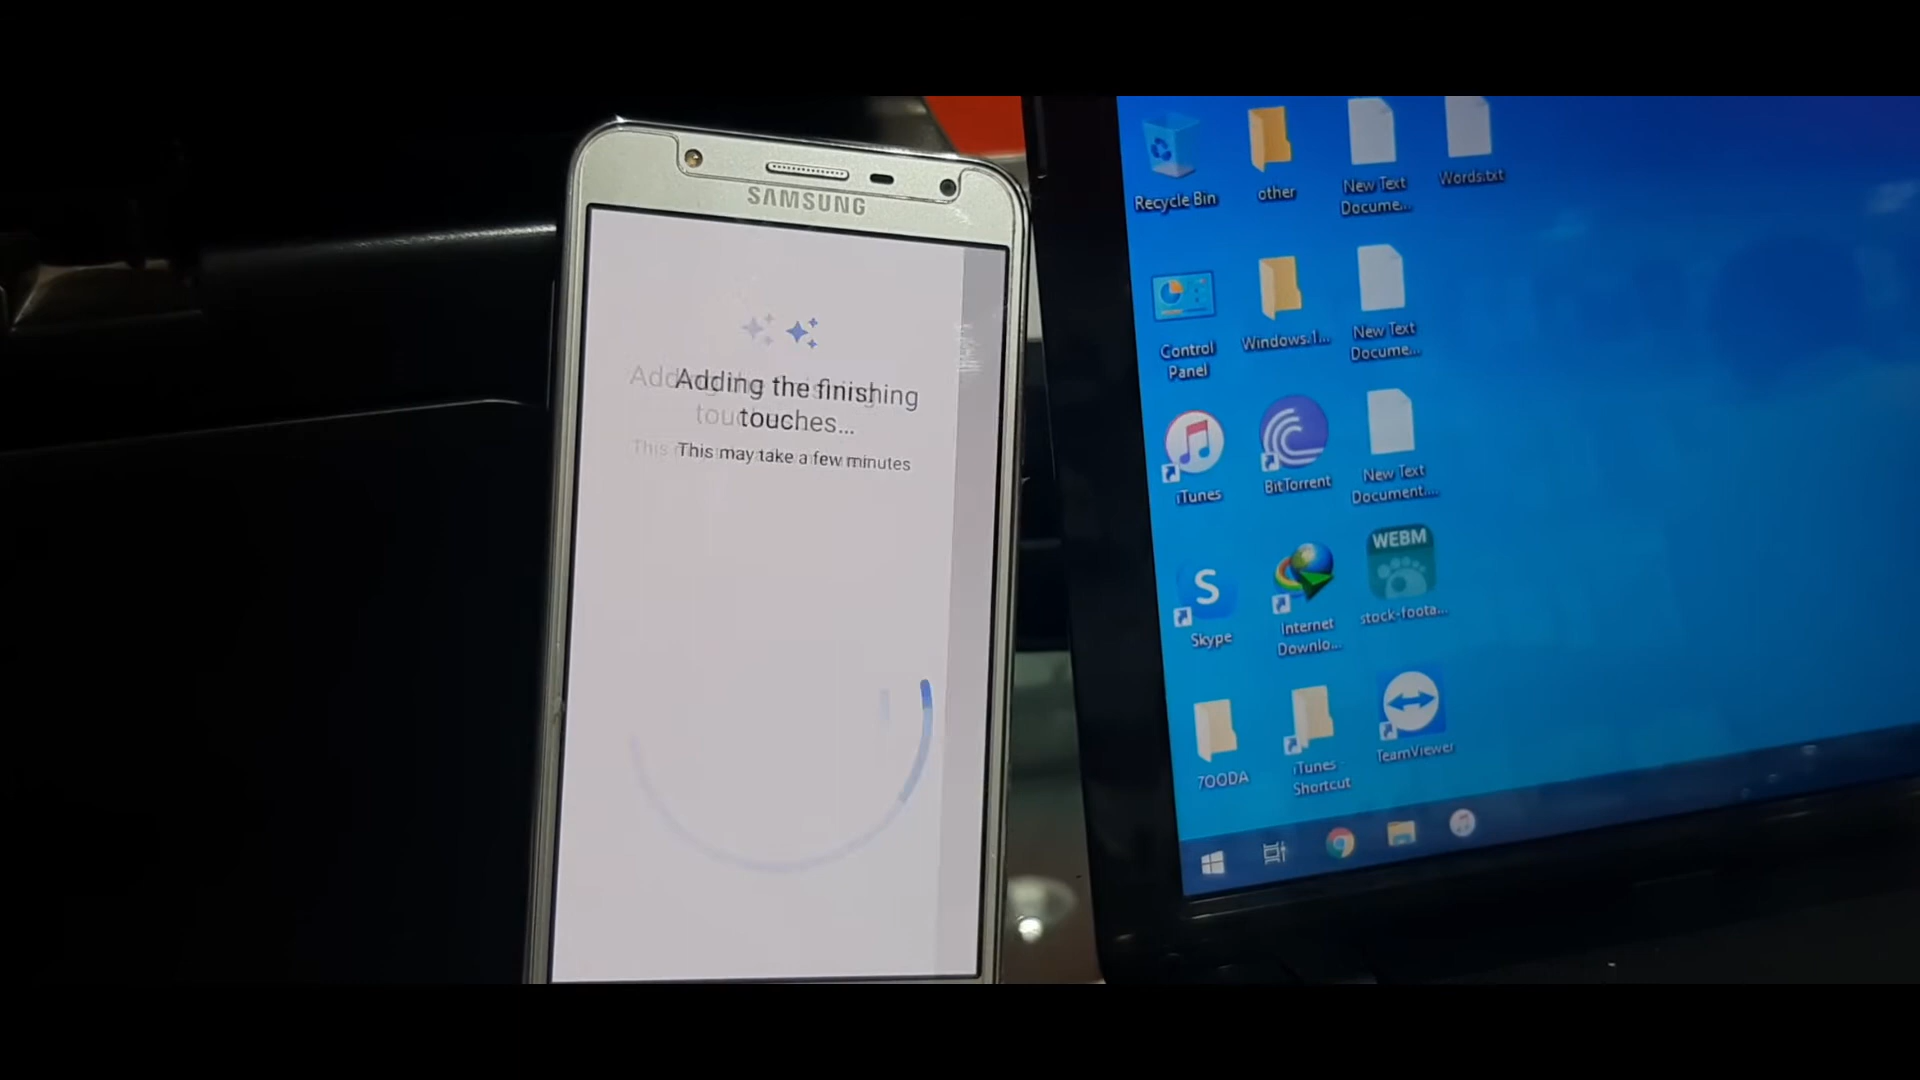 SAMSUNG
Adding the finishing
touches...
This may take a few minutes
Recycle Bin
other
New Text
Docume...
Words.txt
Control
Panel
Windows.1...
New Text
Docume...
iTunes
BitTorrent
New Text
Document....
S
Skype
Internet
Downlo...
WEBM
stock-foota...
7OODA
iTunes -
Shortcut
TeamViewer